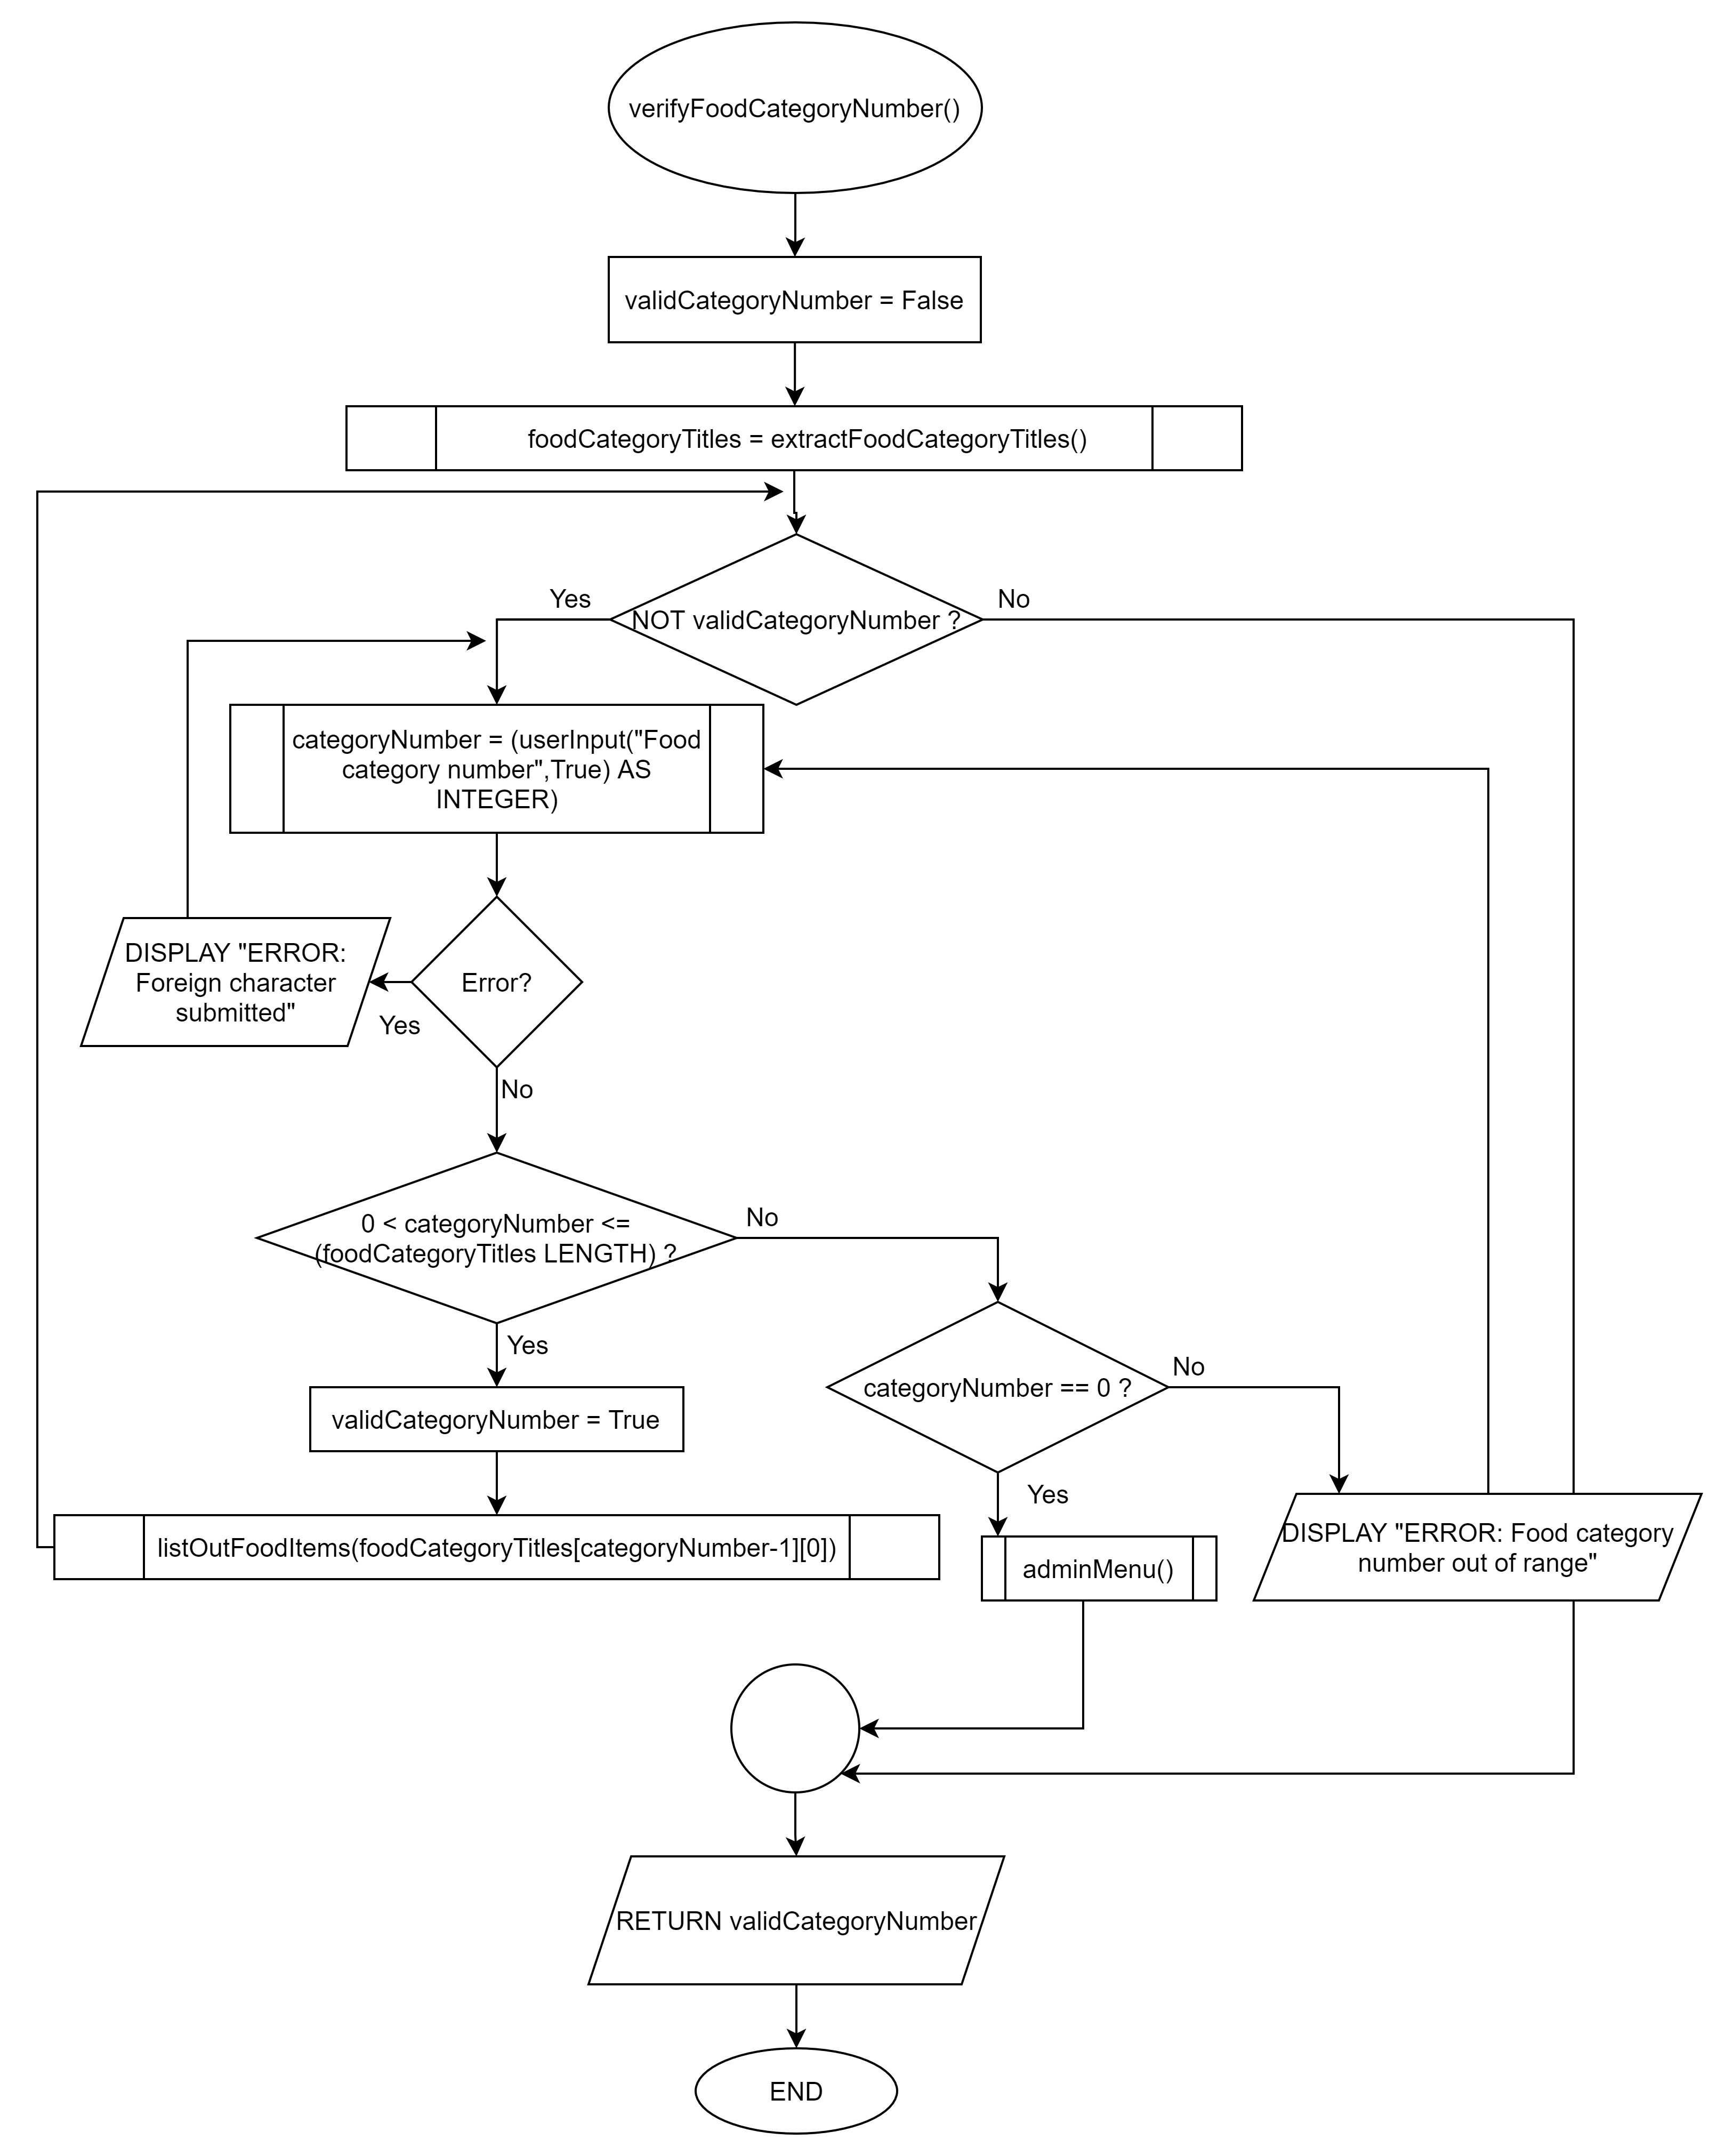 verifyFoodCategoryNumber()
validCategoryNumber = False
foodCategoryTitles = extractFoodCategoryTitles()
Yes
No
NOT validCategoryNumber ?
categoryNumber = (userInput("Food
category number",True) AS
INTEGER)
DISPLAY "ERROR:
Foreign character
submitted"
Error?
Yes
No
0 < categoryNumber <=
(foodCategoryTitles LENGTH) ?
No
Yes
categoryNumber == 0 ?
No
validCategoryNumber = True
Yes
listOutFoodItems(foodCategoryTitles[categoryNumber-1][0])
adminMenu()
DISPLAY "ERROR: Food category
number out of range"
RETURN validCategoryNumber
END